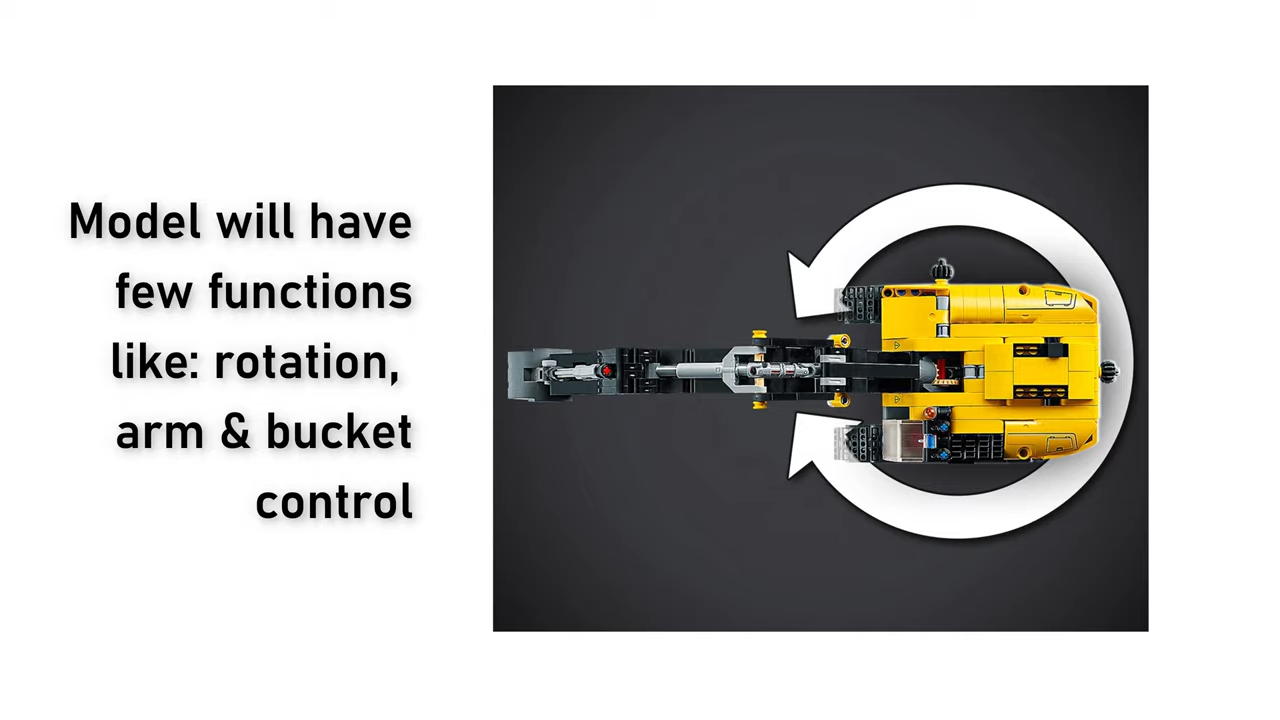 Model will have
few functions
like: rotation,
arm & bucket
control